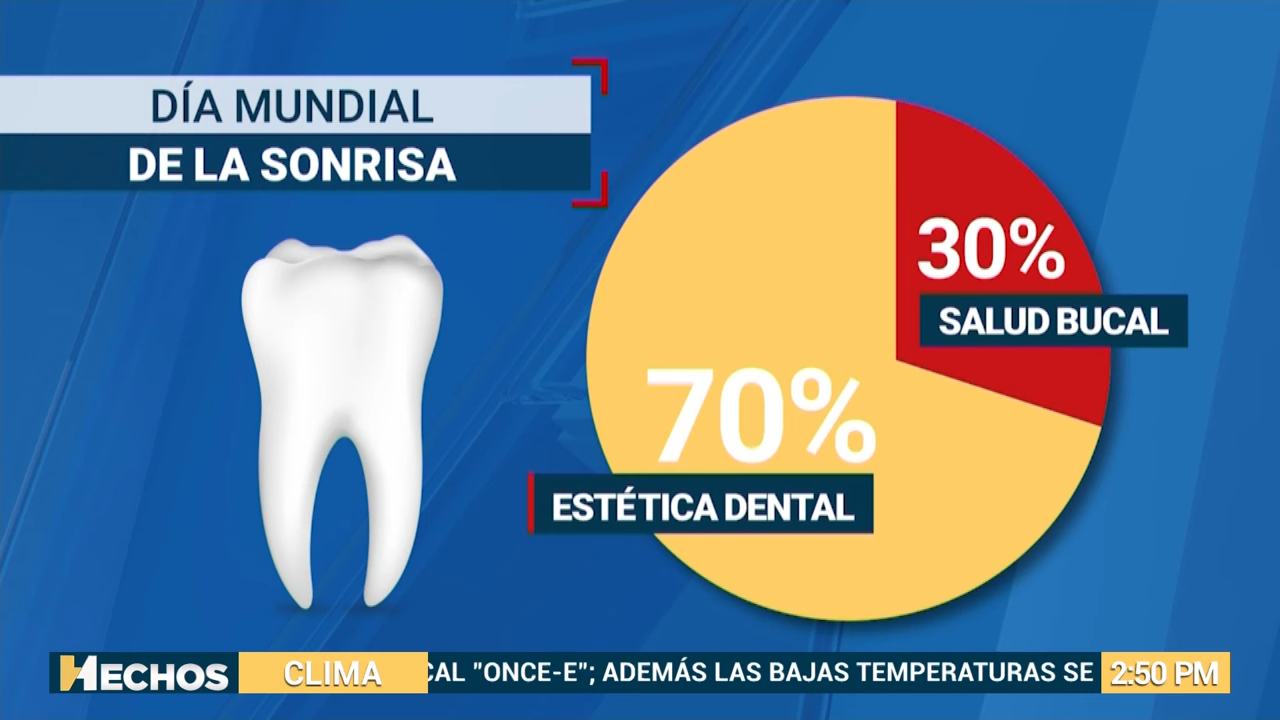 DÍA MUNDIAL
DE LA SONRISA
30%
SALUD BUCAL
70%
ESTÉTICA DENTAL
HECHOS
CLIMA
CAL "ONCE-E"; ADEMÁS LAS BAJAS TEMPERATURAS SE
2:50 PM